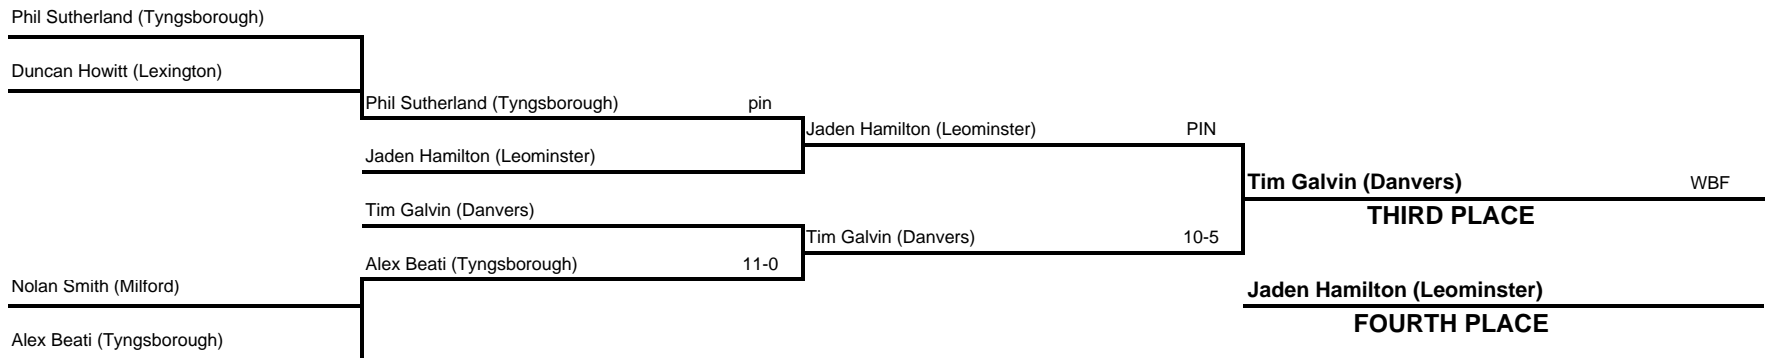 Phil Sutherland (Tyngsborough)
Duncan Howitt (Lexington)
Phil Sutherland (Tyngsborough) pin
Jaden Hamilton (Leominster) PIN
Jaden Hamilton (Leominster)
Tim Galvin (Danvers) WBF
THIRD PLACE
Tim Galvin (Danvers)
Tim Galvin (Danvers) 10-5
Alex Beati (Tyngsborough) 11-0
Nolan Smith (Milford)
Jaden Hamilton (Leominster)
FOURTH PLACE
Alex Beati (Tyngsborough)